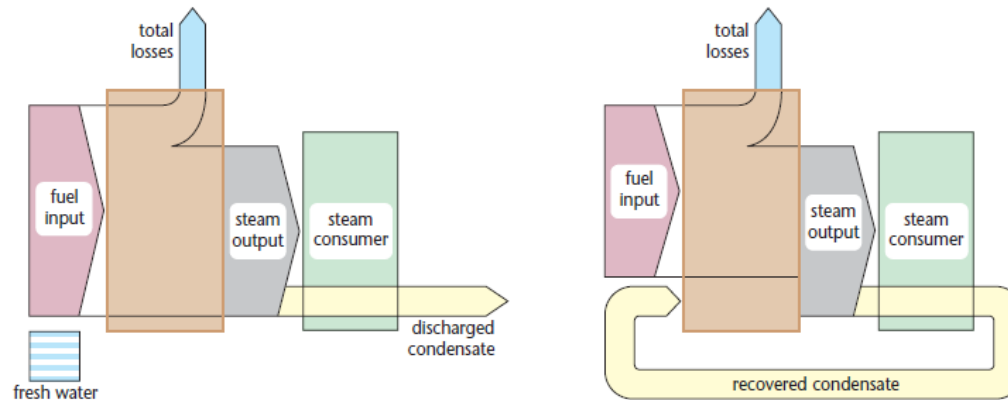 total
losses
fuel
input
steam
output
steam
consumer
discharged
condensate
fresh water
total
losses
fuel
input
steam
output
steam
consumer
recovered condensate